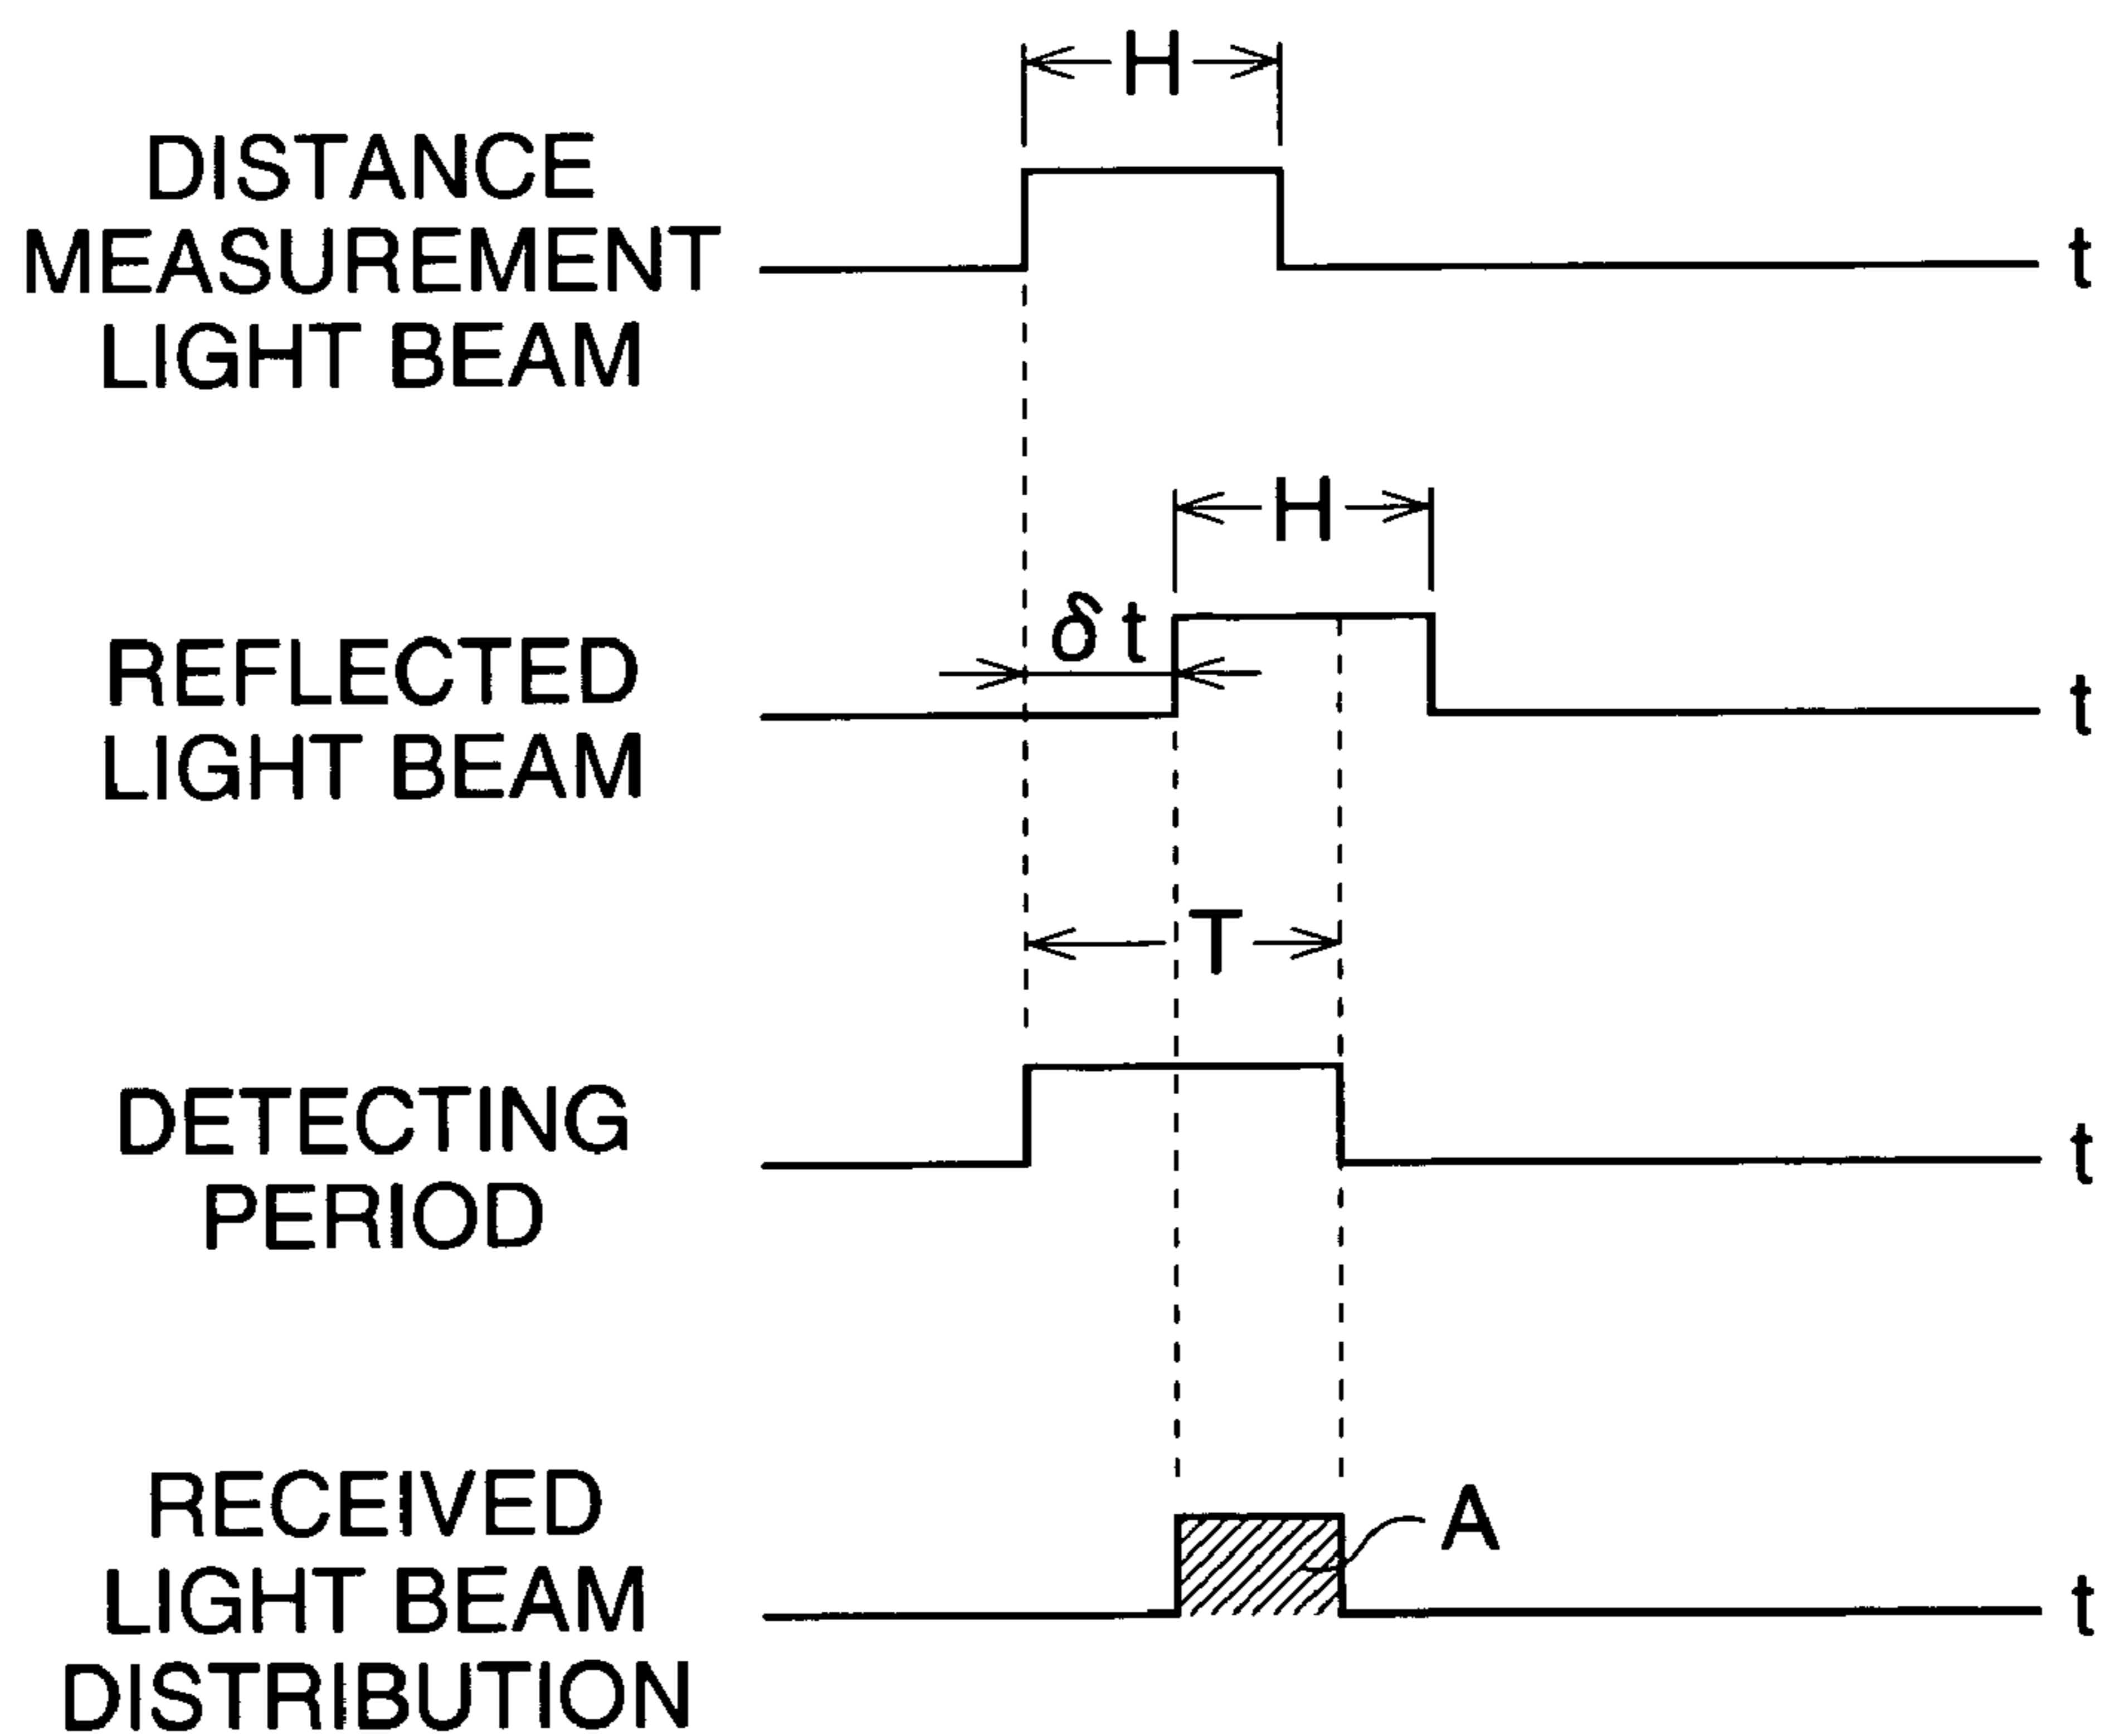 H
DISTANCE
MEASUREMENT
LIGHT BEAM
t
H
δt
REFLECTED
LIGHT BEAM
t
T
DETECTING
PERIOD
t
RECEIVED
LIGHT BEAM
DISTRIBUTION
A
t